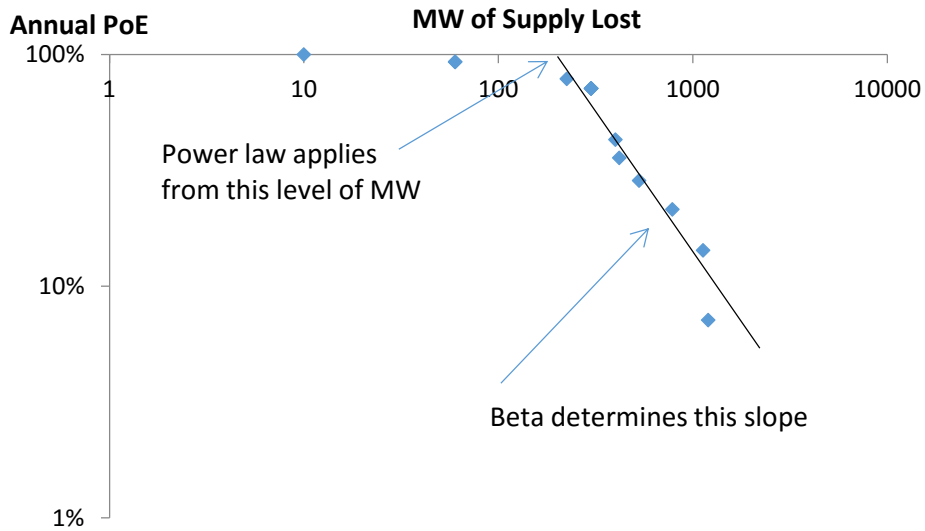 Annual PoE
MW of Supply Lost
100%
1
10
100
1000
10000
Power law applies
from this level of MW
10%
Beta determines this slope
1%